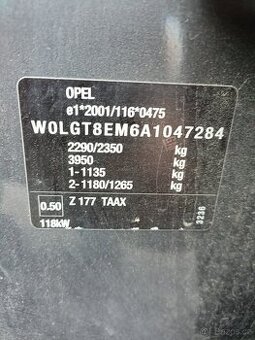 OPEL
e1*2001/116*0475
W0LGT8EM6A1047284
2290/2350 kg
3950 kg
1-1135 kg
2-1180/1265 kg
0.50 Z 177 TAAX
118kW
3236